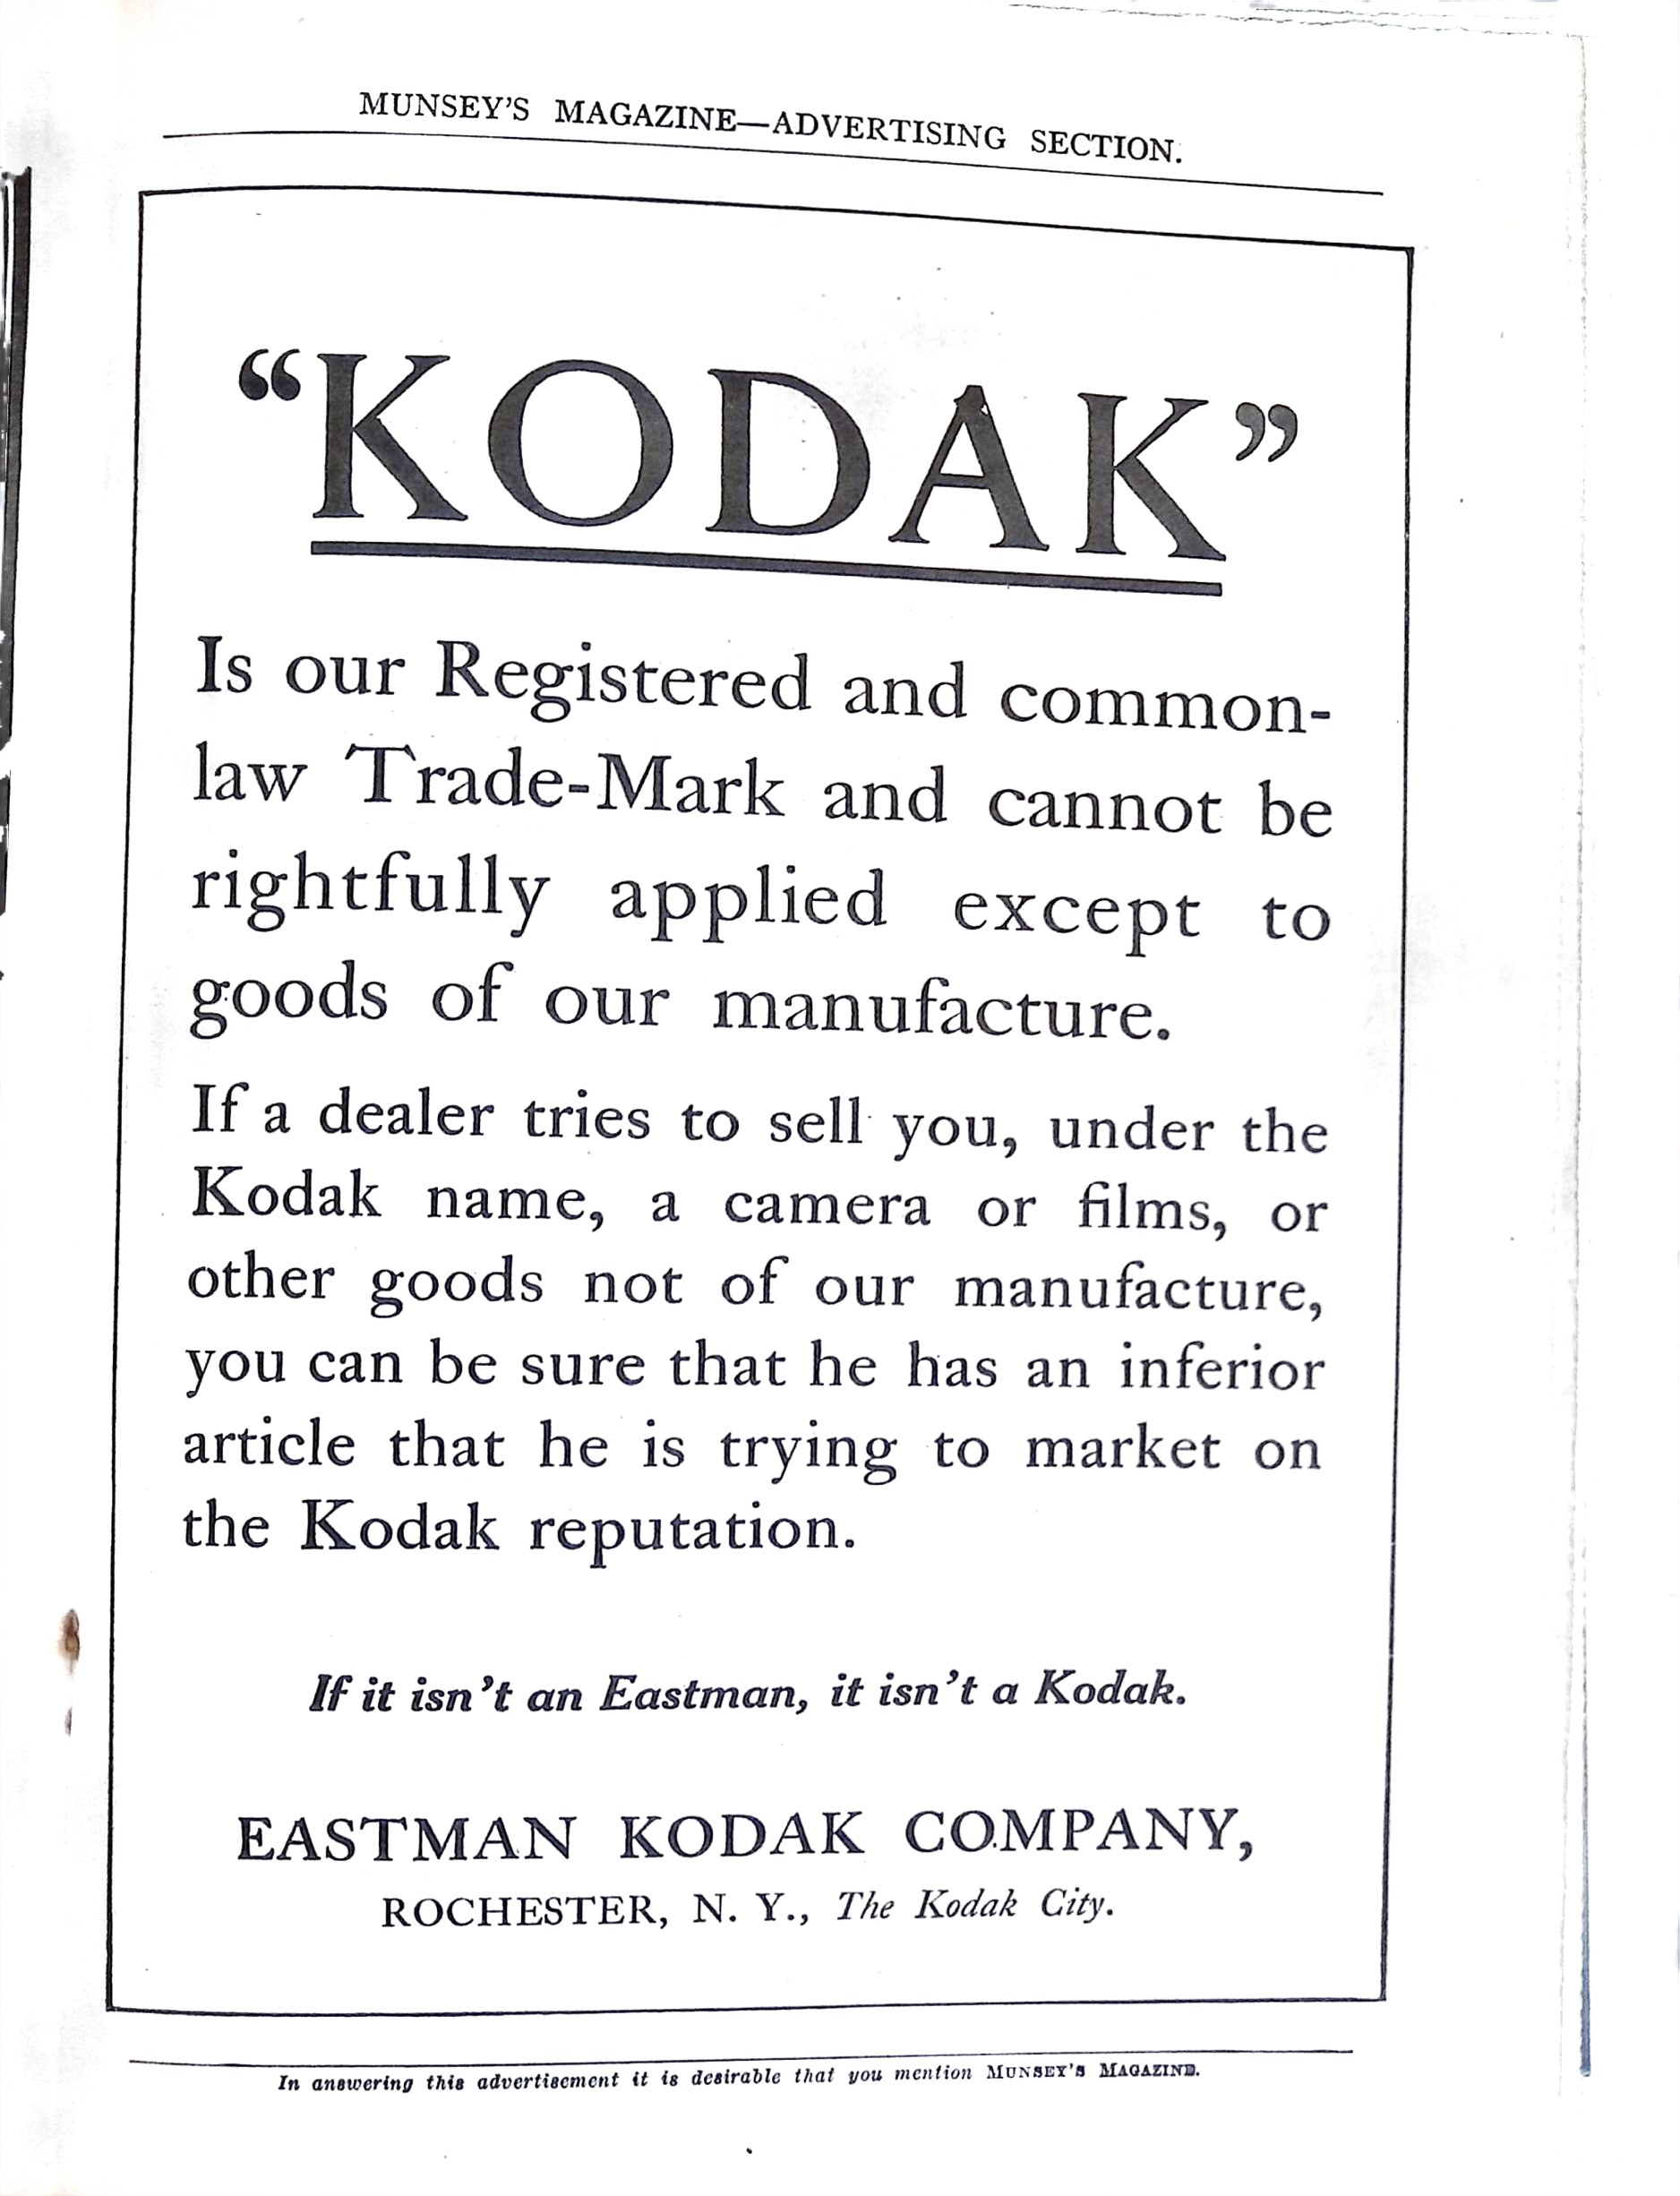 MUNSEY'S MAGAZINE—ADVERTISING SECTION.
“KODAK”
Is our Registered and common-
law Trade-Mark and cannot be
rightfully applied except to
goods of our manufacture.
If a dealer tries to sell you, under the
Kodak name, a camera or films, or
other goods not of our manufacture,
you can be sure that he has an inferior
article that he is trying to market on
the Kodak reputation.
If it isn't an Eastman, it isn't a Kodak.
EASTMAN KODAK COMPANY,
ROCHESTER, N. Y., The Kodak City.
In answering this advertisement it is desirable that you mention MUNSEY'S MAGAZINE.